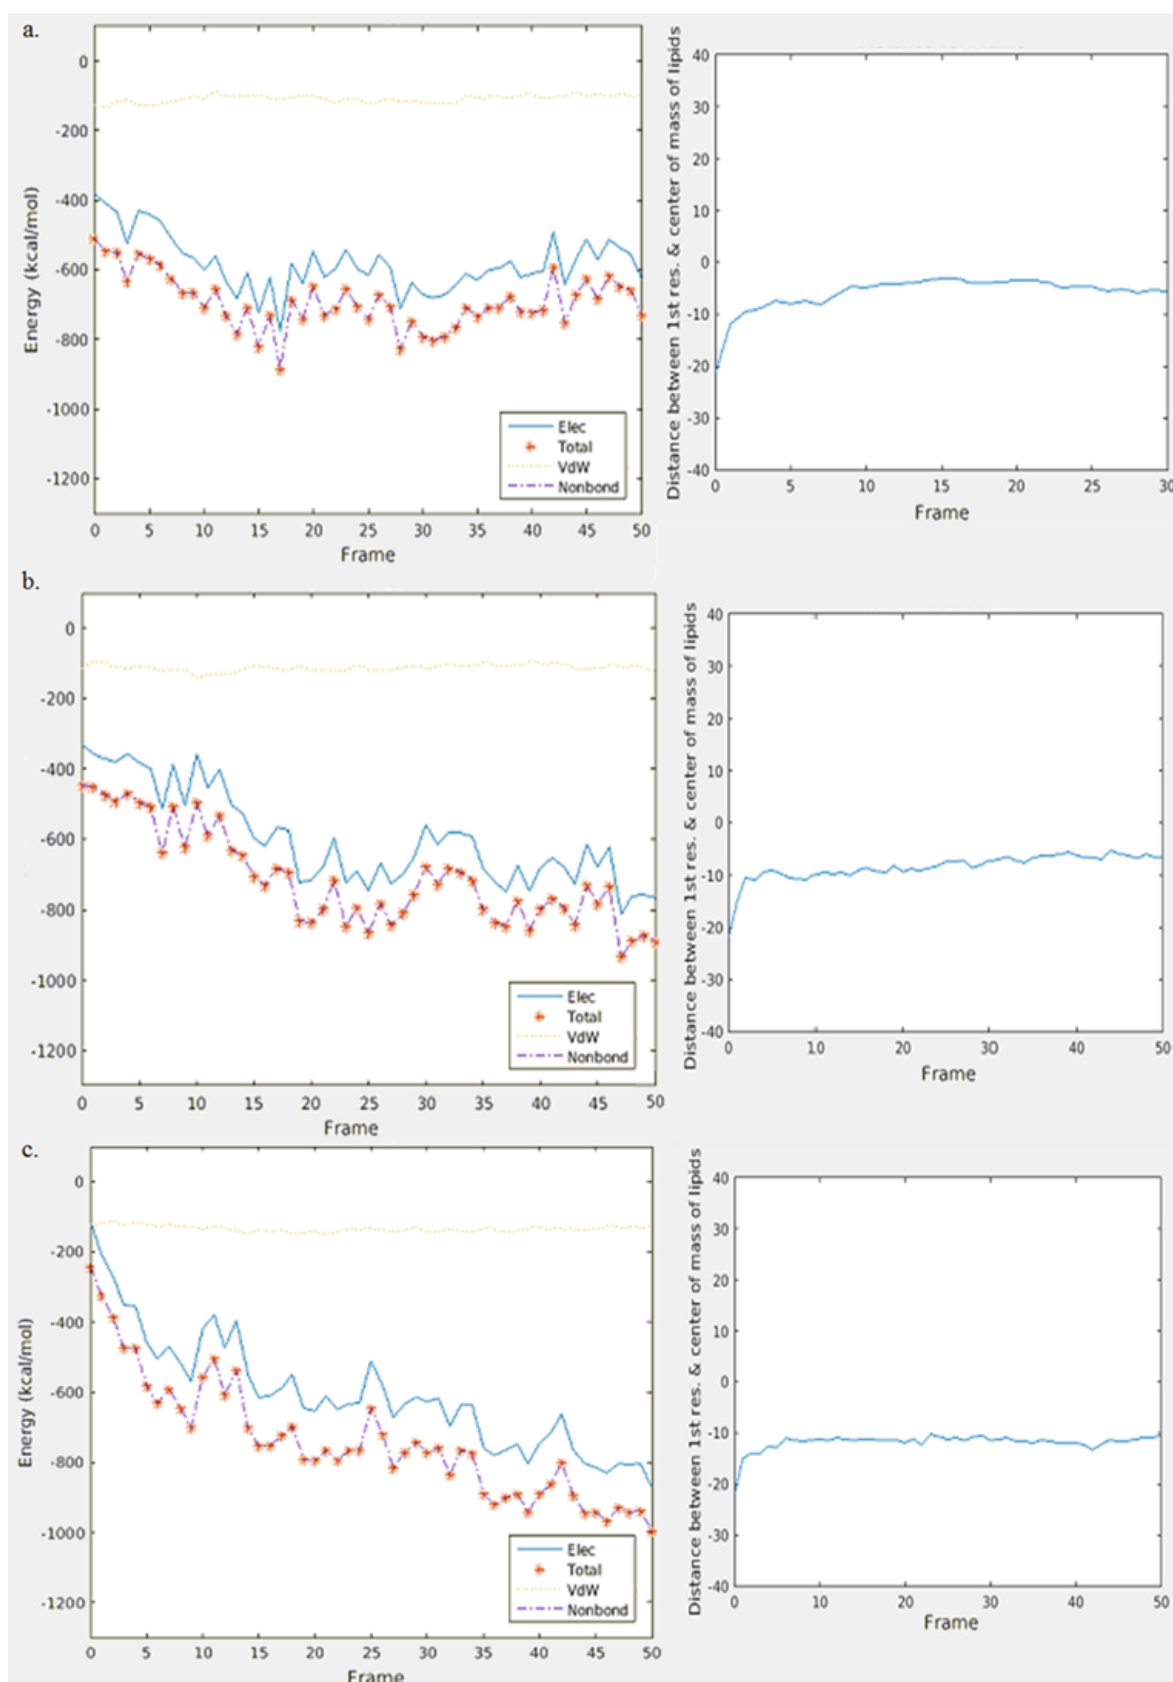 a.
0
-200
-400
-600
-800
-1000
-1200
Energy (kcal/mol)
Elec
Total
VdW
Nonbond
0 5 10 15 20 25 30 35 40 45 50
Frame
40
30
20
10
0
-10
-20
-30
-40
Distance between 1st res. & center of mass of lipids
0 5 10 15 20 25 30
Frame
b.
0
-200
-400
-600
-800
-1000
-1200
Elec
Total
VdW
Nonbond
0 5 10 15 20 25 30 35 40 45 50
Frame
40
30
20
10
0
-10
-20
-30
-40
Distance between 1st res. & center of mass of lipids
0 10 20 30 40 50
Frame
c.
0
-200
-400
-600
-800
-1000
-1200
Energy (kcal/mol)
Elec
Total
VdW
Nonbond
0 5 10 15 20 25 30 35 40 45 50
Frame
40
30
20
10
0
-10
-20
-30
-40
Distance between 1st res. & center of mass of lipids
0 10 20 30 40 50
Frame